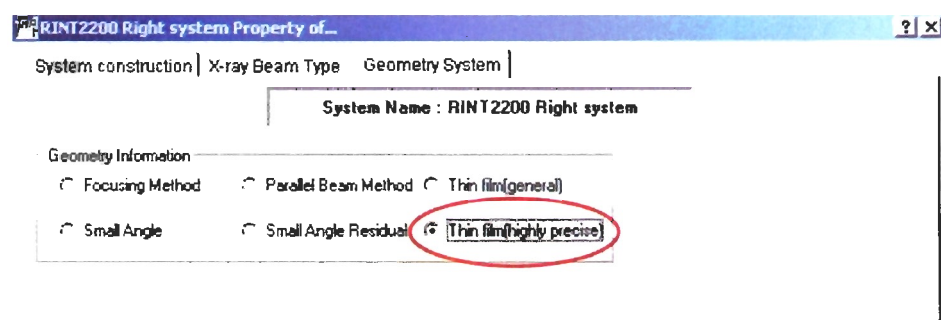 RINT2200 Right system Property of...
System construction X-ray Beam Type Geometry System
System Name : RINT2200 Right system
Geometry Information
Focusing Method Parallel Beam Method Thin film(general)
Small Angle Small Angle Residual Thin film(highly precise)